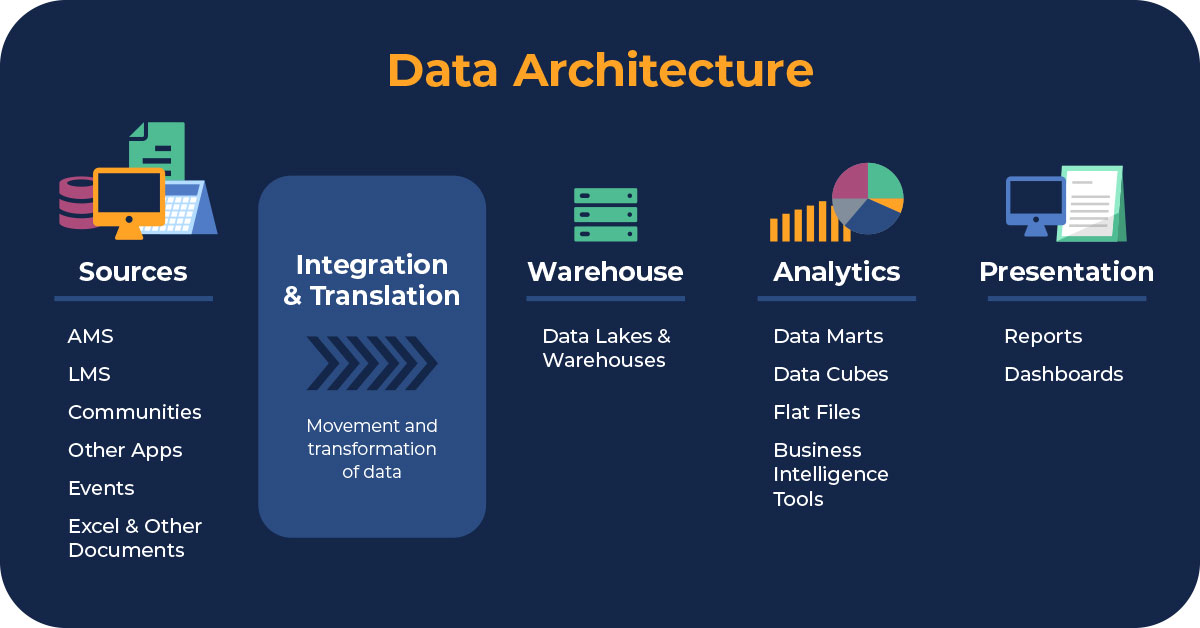 Data Architecture
Sources
AMS
LMS
Communities
Other Apps
Events
Excel & Other
Documents
Integration
& Translation
Movement and
transformation
of data
Warehouse
Data Lakes &
Warehouses
Analytics
Data Marts
Data Cubes
Flat Files
Business
Intelligence
Tools
Presentation
Reports
Dashboards